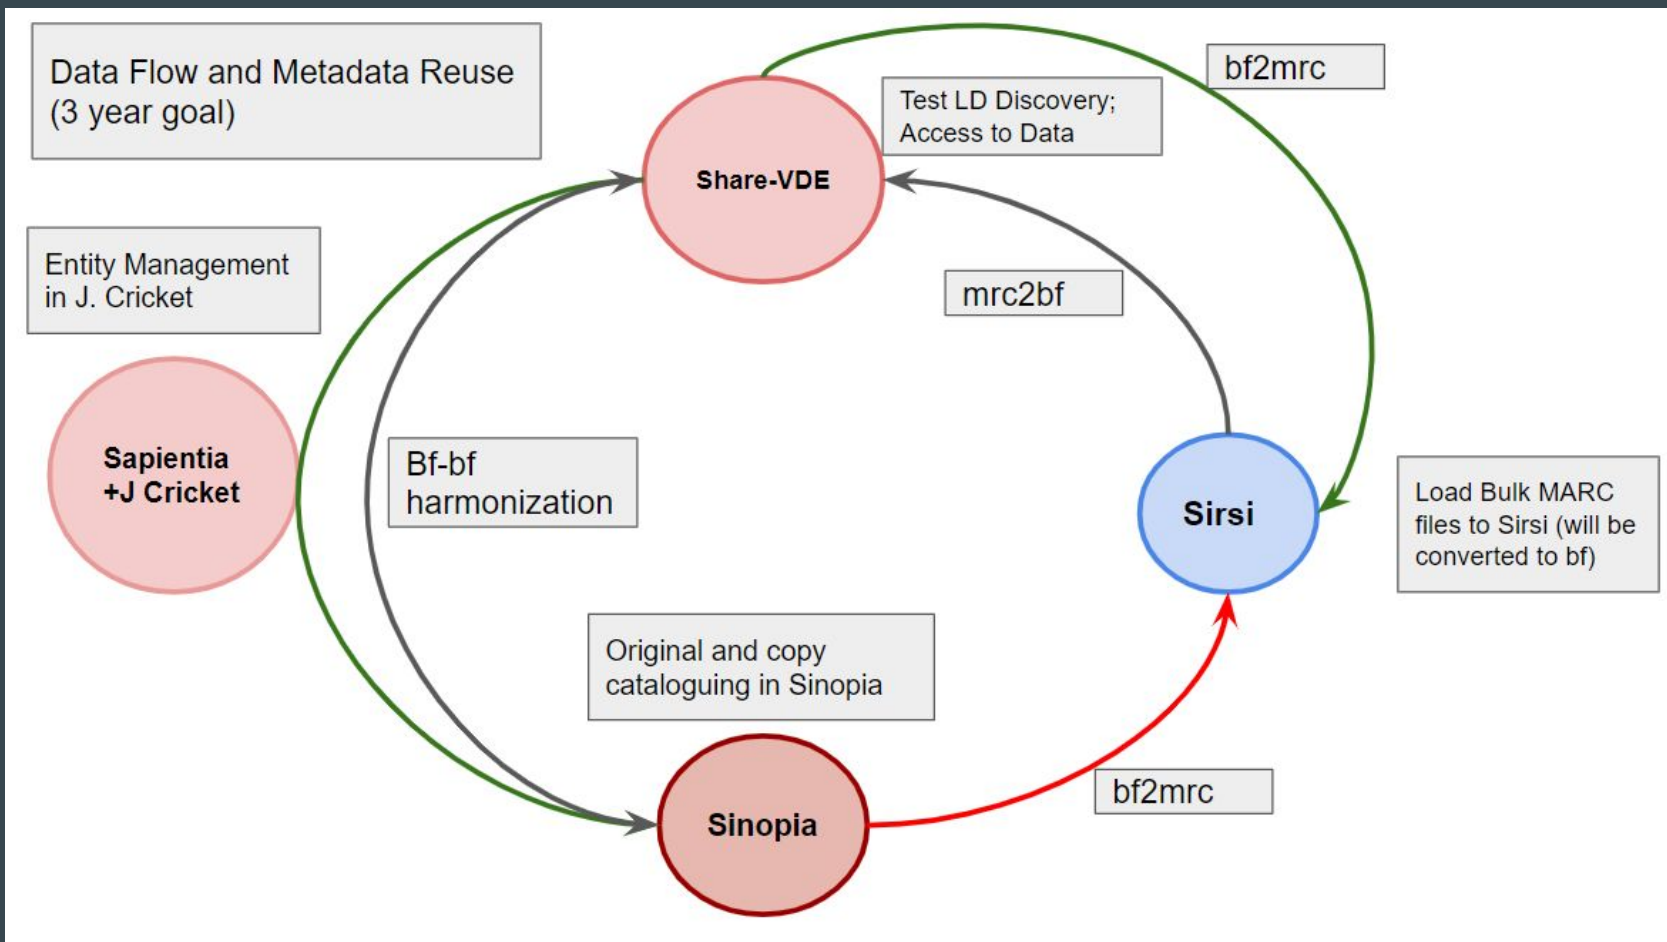 Data Flow and Metadata Reuse
(3 year goal)
bf2mrc
Test LD Discovery;
Access to Data
Share-VDE
Entity Management
in J. Cricket
mrc2bf
Sapientia
+J Cricket
Bf-bf
harmonization
Sirsi
Load Bulk MARC
files to Sirsi (will be
converted to bf)
Original and copy
cataloguing in Sinopia
bf2mrc
Sinopia